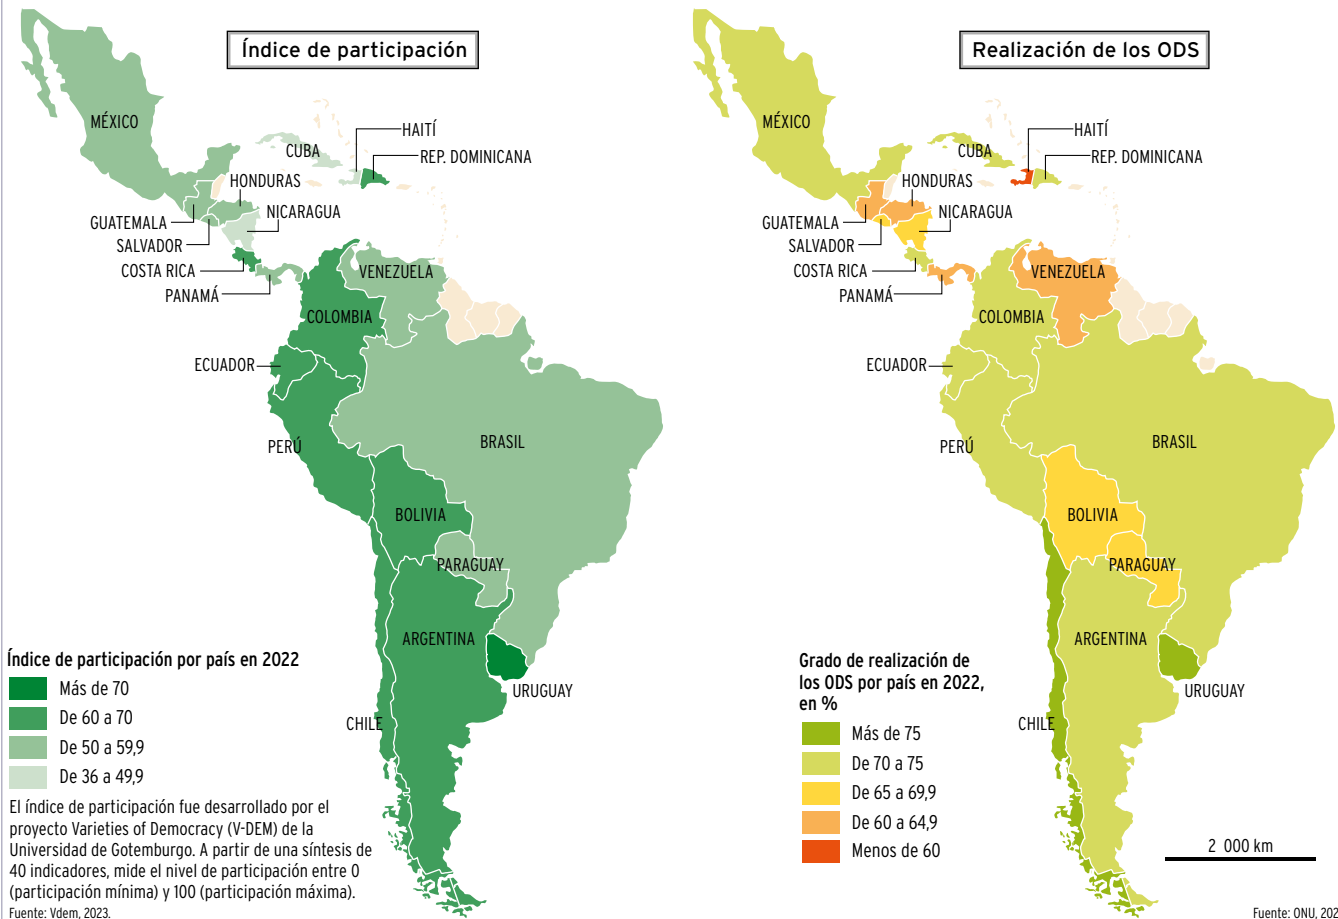 Índice de participación
MÉXICO
CUBA
HAITÍ
REP. DOMINICANA
HONDURAS
NICARAGUA
GUATEMALA
SALVADOR
COSTA RICA
PANAMÁ
VENEZUELA
COLOMBIA
ECUADOR
PERÚ
BRASIL
BOLIVIA
PARAGUAY
ARGENTINA
URUGUAY
CHILE
Índice de participación por país en 2022
Más de 70
De 60 a 70
De 50 a 59,9
De 36 a 49,9
El índice de participación fue desarrollado por el
proyecto Varieties of Democracy (V-DEM) de la
Universidad de Gotemburgo. A partir de una síntesis de
40 indicadores, mide el nivel de participación entre 0
(participación mínima) y 100 (participación máxima).
Fuente: Vdem, 2023.
Realización de los ODS
MÉXICO
CUBA
HAITÍ
REP. DOMINICANA
HONDURAS
NICARAGUA
GUATEMALA
SALVADOR
COSTA RICA
PANAMÁ
VENEZUELA
COLOMBIA
ECUADOR
PERÚ
BRASIL
BOLIVIA
PARAGUAY
ARGENTINA
URUGUAY
CHILE
Grado de realización de
los ODS por país en 2022,
en %
Más de 75
De 70 a 75
De 65 a 69,9
De 60 a 64,9
Menos de 60
2 000 km
Fuente: ONU, 202